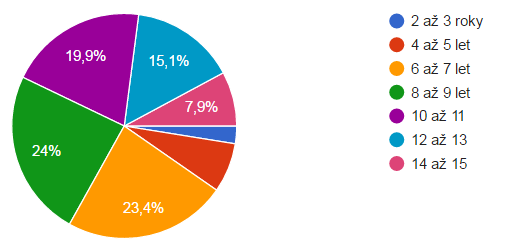 19,9%
15,1%
7,9%
24%
23,4%
2 až 3 roky
4 až 5 let
6 až 7 let
8 až 9 let
10 až 11
12 až 13
14 až 15